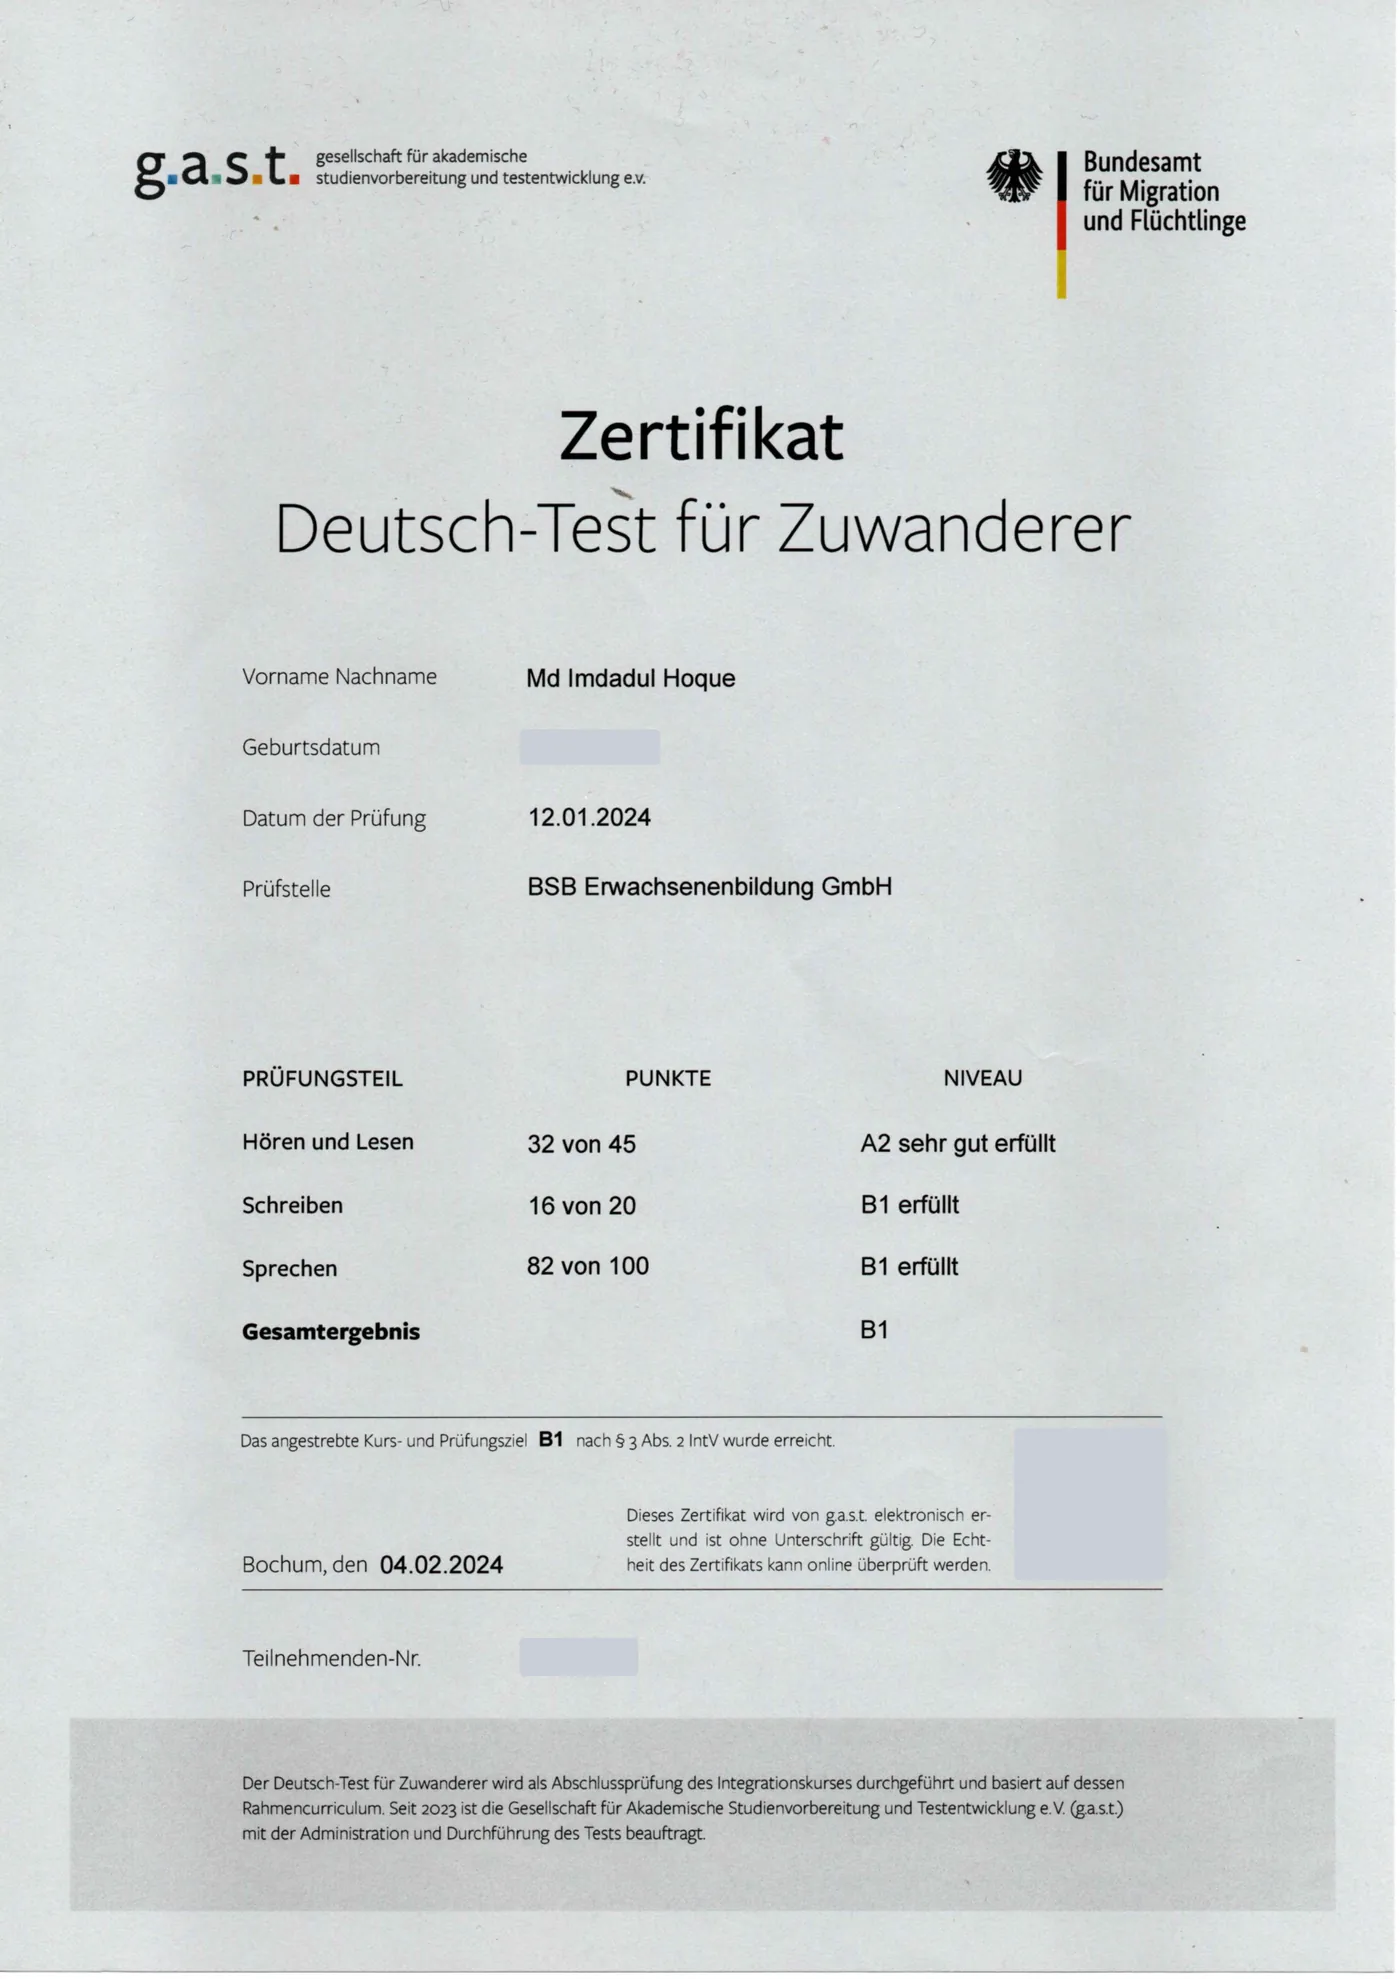 g.a.s.t. gesellschaft für akademische
studienvorbereitung und testentwicklung e.v.
Bundesamt
für Migration
und Flüchtlinge
Zertifikat
Deutsch-Test für Zuwanderer
Vorname Nachname Md Imdadul Hoque
Geburtsdatum
Datum der Prüfung 12.01.2024
Prüfstelle BSB Erwachsenenbildung GmbH
PRÜFUNGSTEIL PUNKTE NIVEAU
Hören und Lesen 32 von 45 A2 sehr gut erfüllt
Schreiben 16 von 20 B1 erfüllt
Sprechen 82 von 100 B1 erfüllt
Gesamtergebnis B1
Das angestrebte Kurs- und Prüfungsziel B1 nach § 3 Abs. 2 IntV wurde erreicht.
Dieses Zertifikat wird von g.a.s.t. elektronisch er-
stellt und ist ohne Unterschrift gültig. Die Echt-
heit des Zertifikats kann online überprüft werden.
Bochum, den 04.02.2024
Teilnehmenden-Nr.
Der Deutsch-Test für Zuwanderer wird als Abschlussprüfung des Integrationskurses durchgeführt und basiert auf dessen
Rahmencurriculum. Seit 2023 ist die Gesellschaft für Akademische Studienvorbereitung und Testentwicklung e.V. (g.a.s.t.)
mit der Administration und Durchführung des Tests beauftragt.